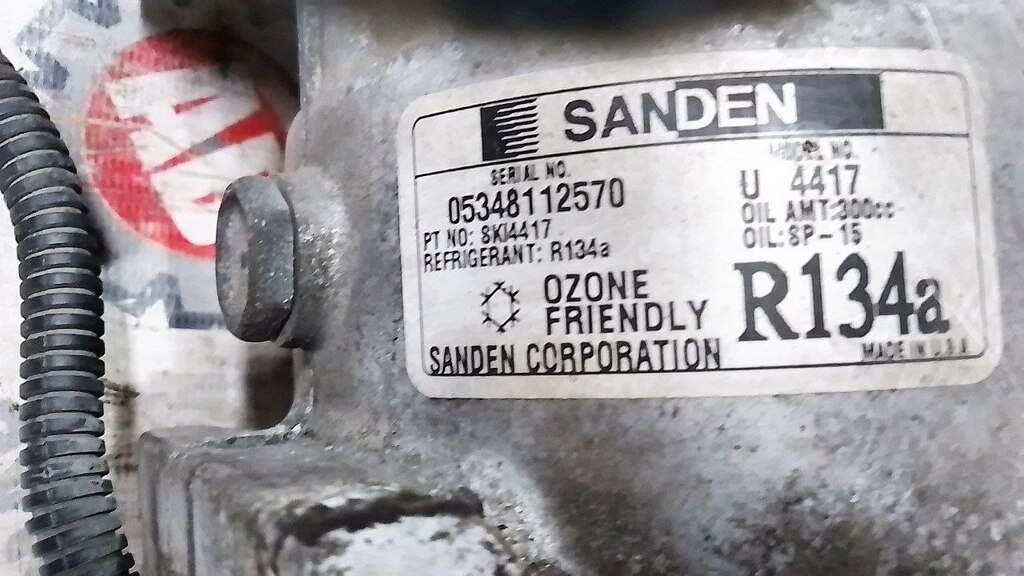 SANDEN
SERIAL NO.
05348112570
MODEL NO.
U 4417
PT NO: SKI4417
OIL AMT:300cc
REFRIGERANT: R134a
OIL:SP-15
OZONE
FRIENDLY
R134a
SANDEN CORPORATION
MADE IN U.S.A